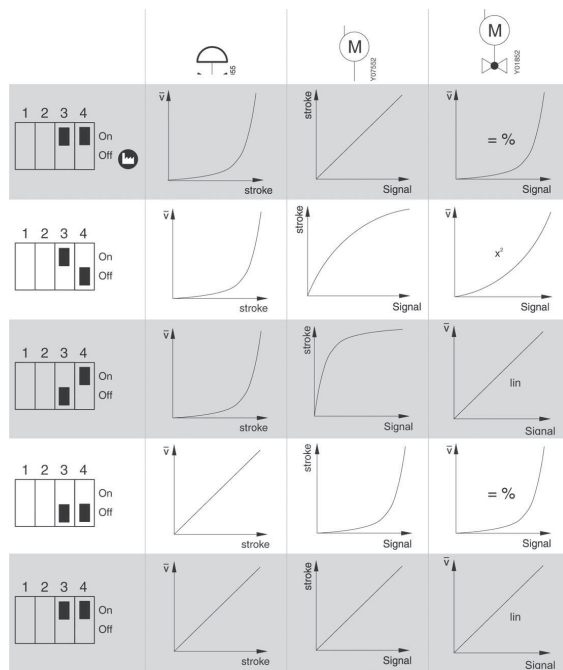 M
M
I55
Y07552
Y01852
1 2 3 4
On
Off
v̄
stroke
stroke
Signal
v̄
= %
Signal
1 2 3 4
On
Off
v̄
stroke
stroke
Signal
v̄
x²
Signal
1 2 3 4
On
Off
v̄
stroke
stroke
Signal
v̄
lin
Signal
1 2 3 4
On
Off
v̄
stroke
stroke
Signal
v̄
= %
Signal
1 2 3 4
On
Off
v̄
stroke
stroke
Signal
v̄
lin
Signal